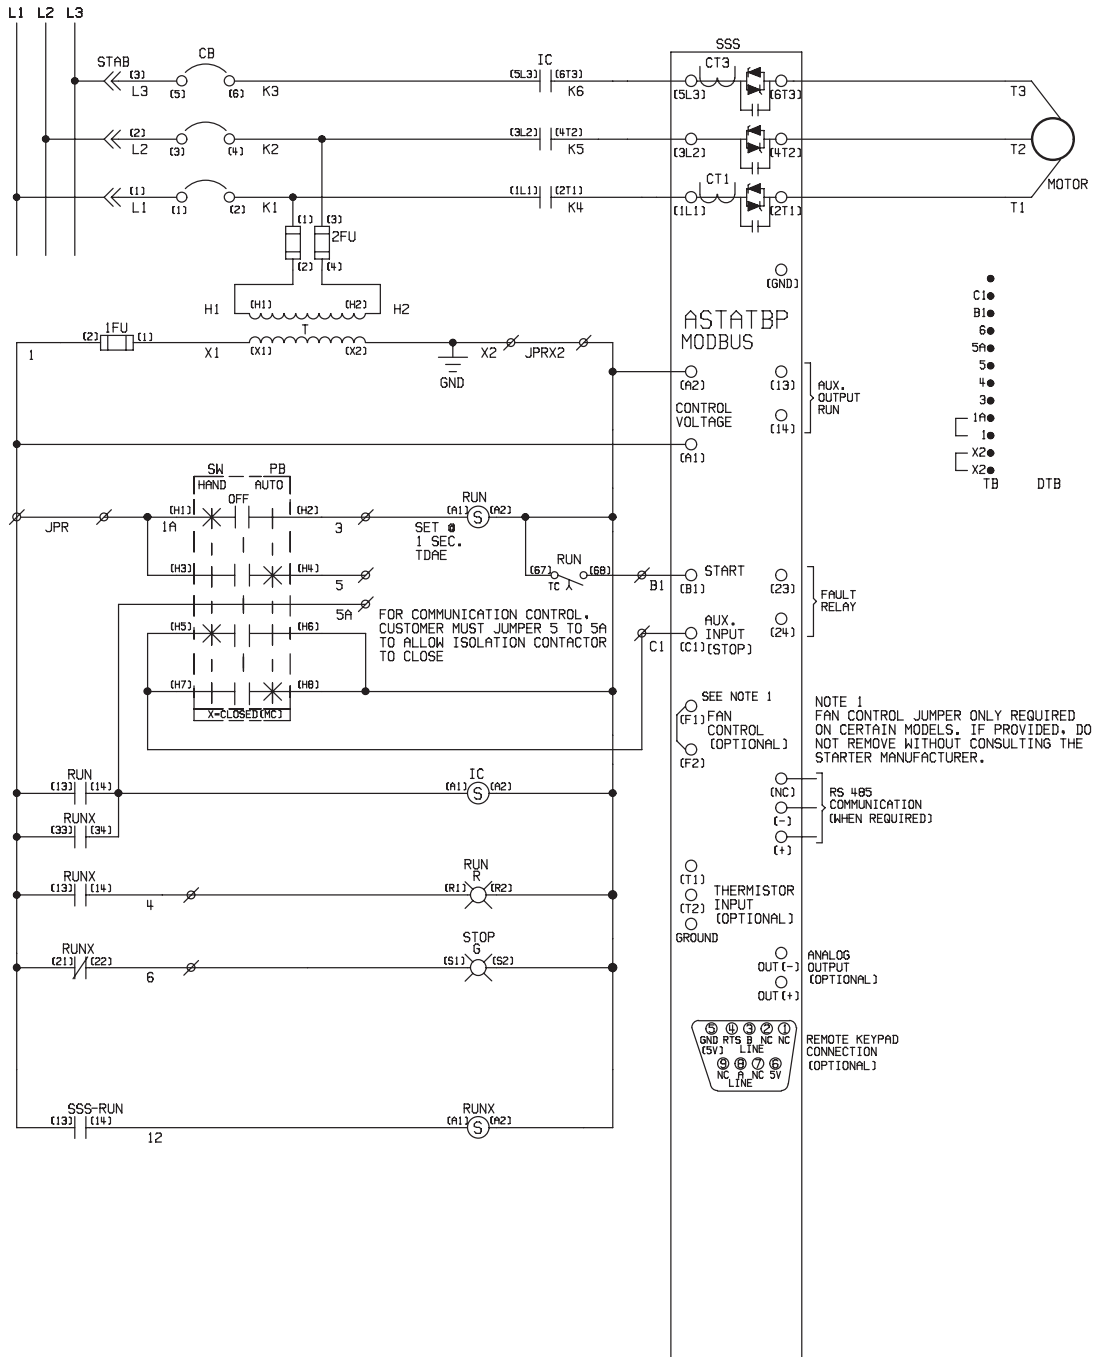 L1 L2 L3
STAB CB IC SSS
(3) (5L3) (6T3) CT3
L3 (5) (6) K3 K6 (5L3) (6T3) T3
(2) (3L2) (4T2)
L2 (3) (4) K2 K5 (3L2) (4T2) T2
MOTOR
(1) (1L1) (2T1) CT1
L1 (1) (2) K1 K4 (1L1) (2T1) T1
(1) (3)
2FU
(2) (4)
(GND)
H1 (H1) (H2) H2
ASTATBP
MODBUS
1FU T
(2) (1)
1 X1 (X1) (X2) X2 JPRX2
GND
(A2) (13)
AUX.
OUTPUT
RUN
CONTROL
VOLTAGE
(14)
(A1)
C1
B1
6
5A
5
4
3
1A
1
X2
X2
TB DTB
SW PB
HAND AUTO
OFF
RUN
JPR (H1) 1A (H2) 3 (A1) S (A2)
SET @
1 SEC.
TDAE
RUN
(H3) (H4) (67) (68)
5 TC B1
START
(B1) (23)
FAULT
RELAY
5A
FOR COMMUNICATION CONTROL,
CUSTOMER MUST JUMPER 5 TO 5A
TO ALLOW ISOLATION CONTACTOR
TO CLOSE
AUX.
INPUT
(STOP)
(24)
(H5) (H6) C1 (C1)
(H7) (H8)
X=CLOSED(MC)
SEE NOTE 1
(F1) FAN
CONTROL
(OPTIONAL)
(F2)
NOTE 1
FAN CONTROL JUMPER ONLY REQUIRED
ON CERTAIN MODELS. IF PROVIDED, DO
NOT REMOVE WITHOUT CONSULTING THE
STARTER MANUFACTURER.
RUN IC
(13) (14) (A1) S (A2)
(NC)
(-)
(+)
RS 485
COMMUNICATION
(WHEN REQUIRED)
RUNX
(33) (34)
RUNX RUN
R
(13) (14) 4 (R1) (R2)
(T1)
(T2)
THERMISTOR
INPUT
(OPTIONAL)
GROUND
RUNX STOP
G
(21) (22) 6 (S1) (S2)
OUT(-)
OUT(+)
ANALOG
OUTPUT
(OPTIONAL)
5 4 3 2 1
GND RTS B NC NC
(5V) LINE
9 8 7 6
NC A NC 5V
LINE
REMOTE KEYPAD
CONNECTION
(OPTIONAL)
SSS-RUN RUNX
(13) (14) 12 (A1) S (A2)